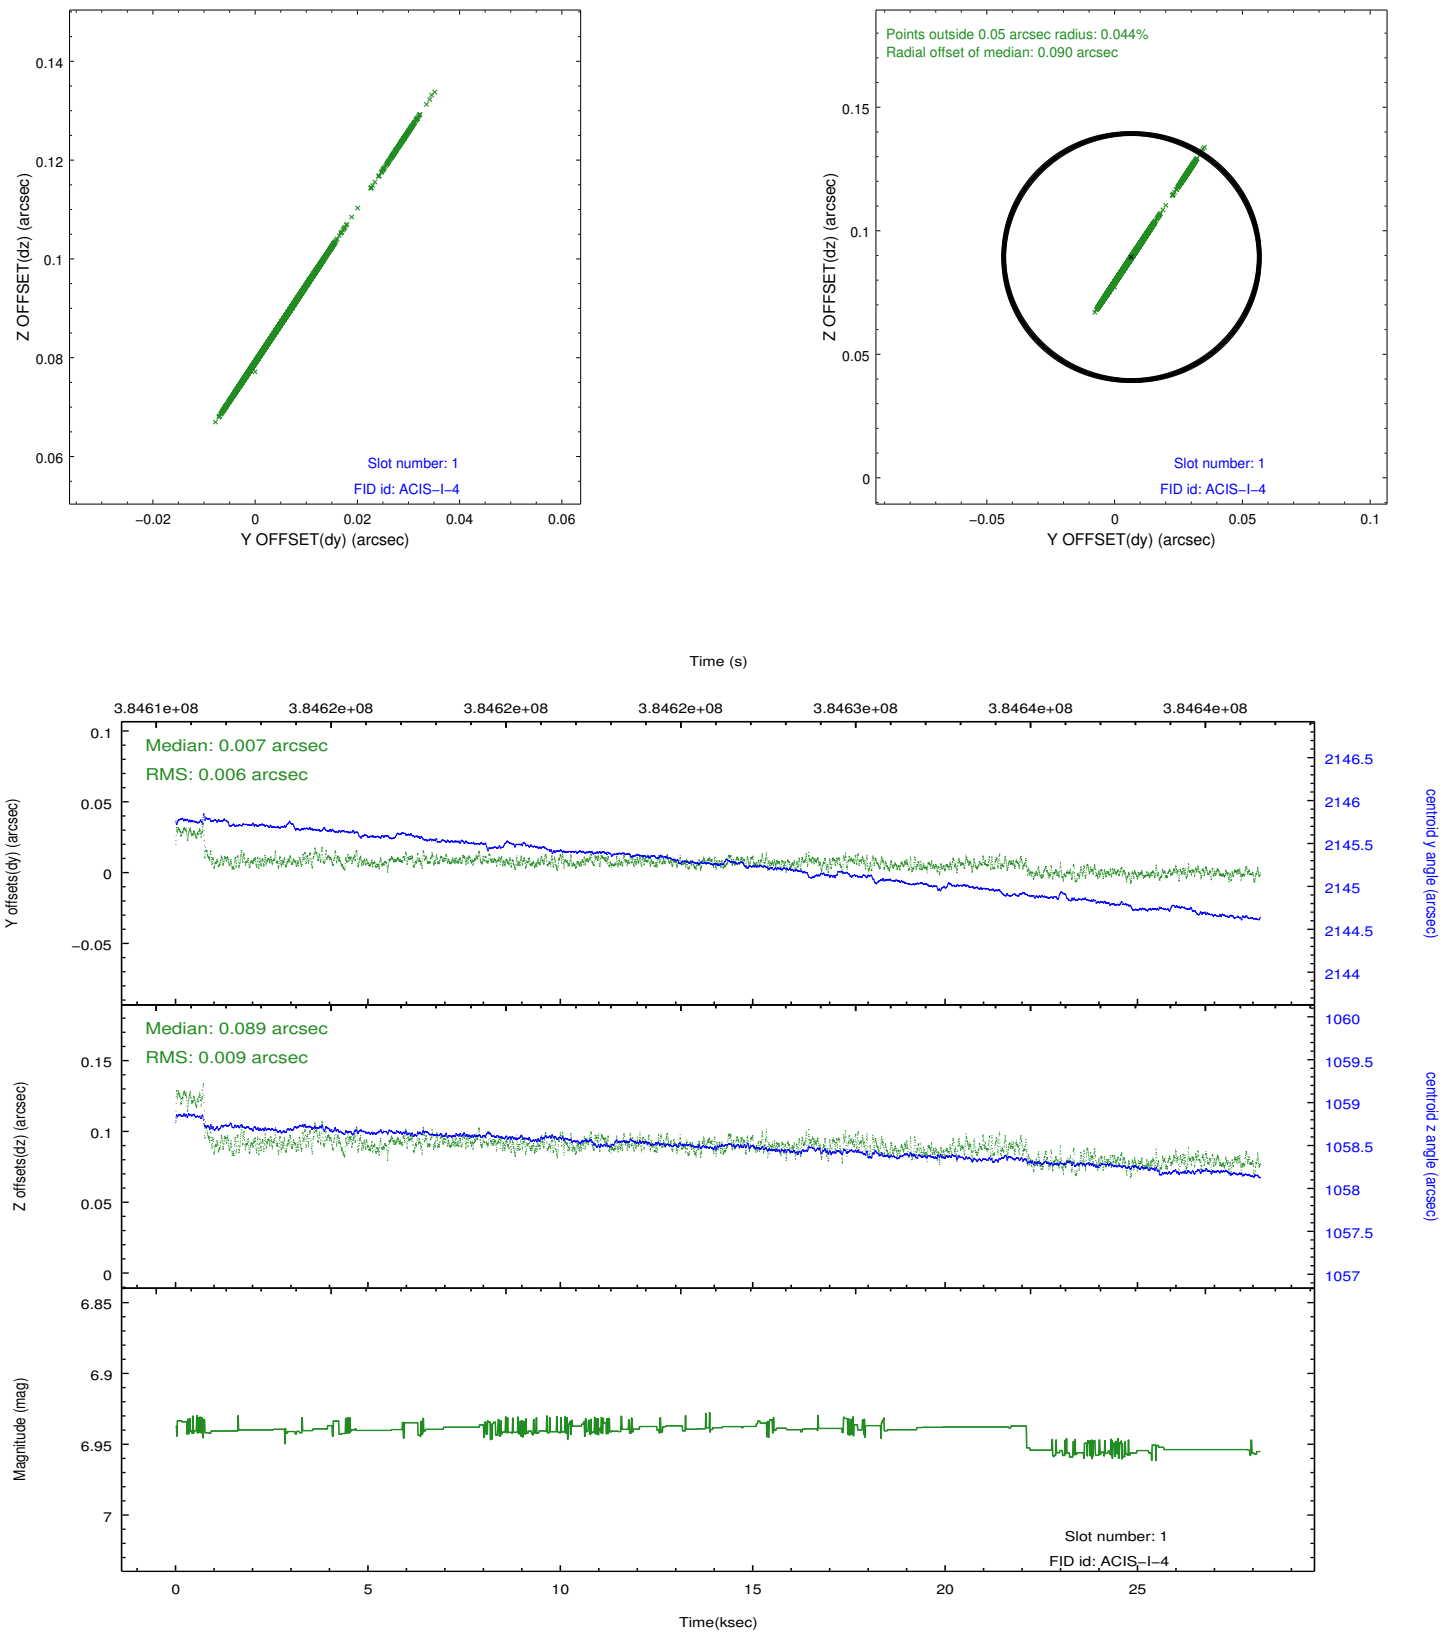 0.14
0.12
0.1
0.08
0.06
Z OFFSET(dz) (arcsec)
Slot number: 1
FID id: ACIS−I−4
−0.02 0 0.02 0.04 0.06
Y OFFSET(dy) (arcsec)
Points outside 0.05 arcsec radius: 0.044%
Radial offset of median: 0.090 arcsec
0.15
0.1
0.05
0
Z OFFSET(dz) (arcsec)
Slot number: 1
FID id: ACIS−I−4
−0.05 0 0.05 0.1
Y OFFSET(dy) (arcsec)
Time (s)
3.8461e+08 3.8462e+08 3.8462e+08 3.8462e+08 3.8463e+08 3.8464e+08 3.8464e+08
Median: 0.007 arcsec
RMS: 0.006 arcsec
0.1
0.05
0
−0.05
Y offsets(dy) (arcsec)
2146.5
2146
2145.5
2145
2144.5
2144
centroid y angle (arcsec)
Median: 0.089 arcsec
RMS: 0.009 arcsec
0.15
0.1
0.05
0
Z offsets(dz) (arcsec)
1060
1059.5
1059
1058.5
1058
1057.5
1057
centroid z angle (arcsec)
6.85
6.9
6.95
7
Magnitude (mag)
Slot number: 1
FID id: ACIS−I−4
0 5 10 15 20 25
Time(ksec)